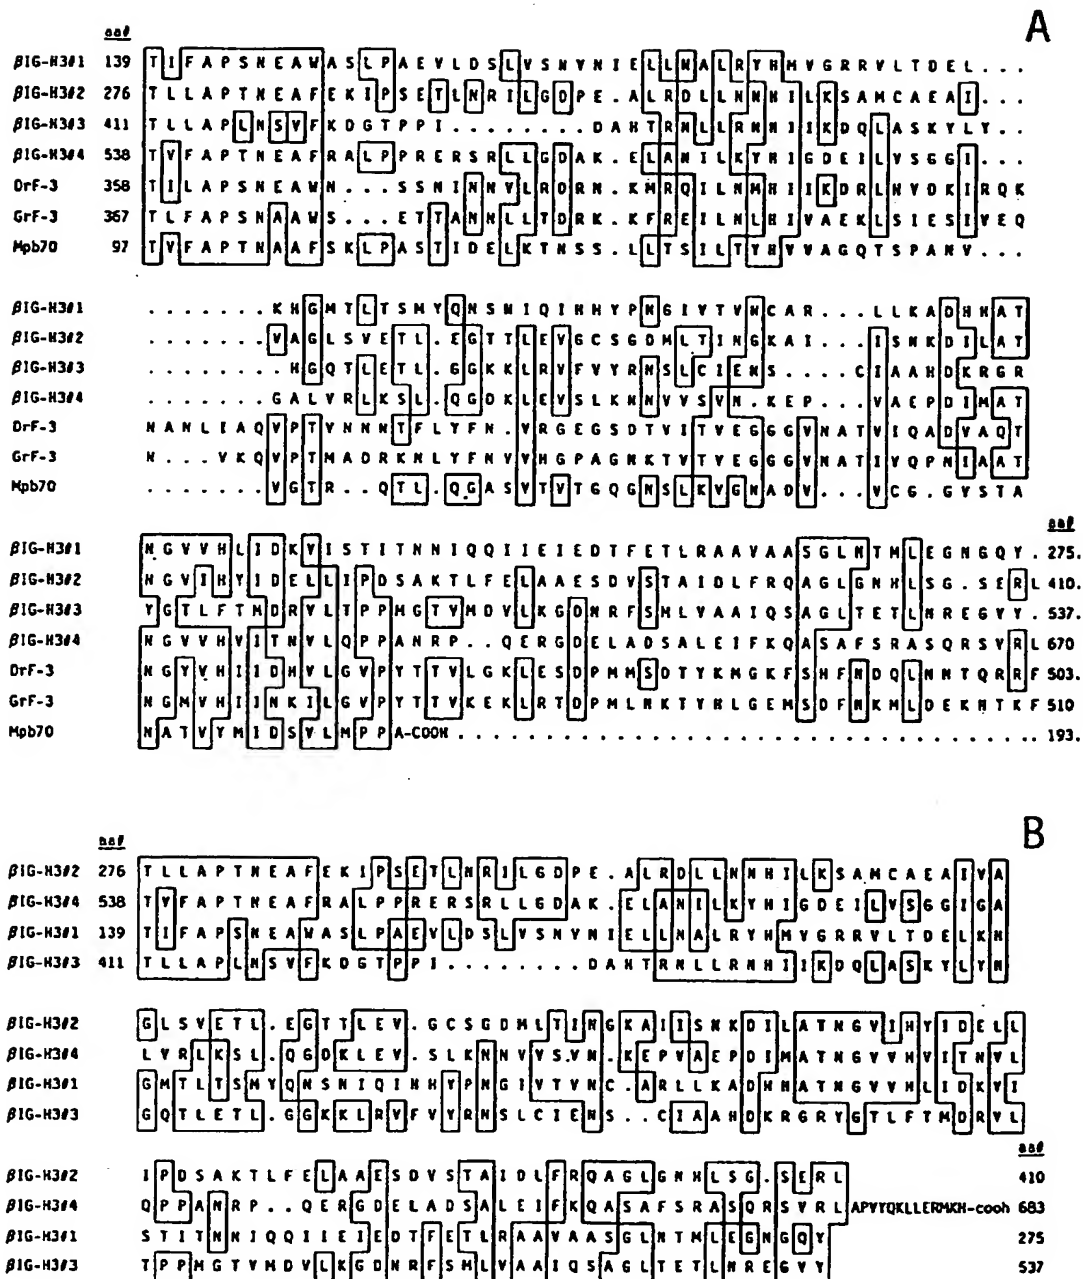 A
aa#
βIG-H3#1 139 T I F A P S N E A W A S L P A E V L D S L V S N Y N I E L L N A L R Y H M V G R R V L T D E L . . .
βIG-H3#2 276 T L L A P T N E A F E K I P S E T L N R I L G D P E . A L R D L L N N H I L K S A M C A E A I . . .
βIG-H3#3 411 T L L A P L N S V F K D G T P P I . . . . . . . . D A H T R N L L R N H I I K D Q L A S K Y L Y . .
βIG-H3#4 538 T V F A P T N E A F R A L P P R E R S R L L G D A K . E L A N I L K Y H I G D E I L V S G G I . . .
DrF-3 358 T I L A P S N E A W N . . . S S N I N N V L R D R N . K M R Q I L N M H I I K D R L N V D K I R Q K
GrF-3 367 T L F A P S N A A W S . . . E T T A N N L L T D R K . K F R E I L N L H I V A E K L S I E S I V E Q
Mpb70 97 T V F A P T N A A F S K L P A S T I D E L K T N S S . L L T S I L T Y H V V A G Q T S P A N V . . .
βIG-H3#1 . . . . . . . K H G M T L T S M Y Q N S N I Q I H H Y P N G I V T V N C A R . . . L L K A D H H A T
βIG-H3#2 . . . . . . . V A G L S V E T L . E G T T L E V G C S G D M L T I N G K A I . . . I S N K D I L A T
βIG-H3#3 . . . . . . . . H G Q T L E T L . G G K K L R V F V Y R N S L C I E N S . . . . C I A A H D K R G R
βIG-H3#4 . . . . . . . G A L V R L K S L . Q G D K L E V S L K N N V V S V N . K E P . . . V A E P D I M A T
DrF-3 N A N L I A Q V P T V N N N T F L Y F N . V R G E G S D T V I T V E G G G V N A T V I Q A D V A Q T
GrF-3 N . . . V K Q V P T M A D R K N L Y F N V V H G P A G N K T V T V E G G G V N A T I V Q P N I A A T
Mpb70 . . . . . . . V G T R . . Q T L . Q G A S V T V T G Q G N S L K V G N A D V . . . V C G . G V S T A
aa#
βIG-H3#1 N G V V H L I D K V I S T I T N N I Q Q I I E I E D T F E T L R A A V A A S G L N T M L E G N G Q Y . 275.
βIG-H3#2 N G V I H Y I D E L L I P D S A K T L F E L A A E S D V S T A I D L F R Q A G L G N H L S G . S E R L 410.
βIG-H3#3 Y G T L F T M D R V L T P P M G T V M D V L K G D N R F S M L V A A I Q S A G L T E T L N R E G V Y . 537.
βIG-H3#4 N G V V H V I T N V L Q P P A N R P . . Q E R G D E L A D S A L E I F K Q A S A F S R A S Q R S V R L 670
DrF-3 N G Y V H I I D H V L G V P Y T T V L G K L E S D P M M S D T Y K M G K F S H F N D Q L N N T Q R R F 503.
GrF-3 N G M V H I I N K I L G V P Y T T V K E K L R T D P M L N K T Y H L G E M S D F N K M L D E K N T K F 510
Mpb70 N A T V Y M I D S V L M P P A-COOH . . . . . . . . . . . . . . . . . . . . . . . . . . . . . . . . . 193.
B
aa#
βIG-H3#2 276 T L L A P T N E A F E K I P S E T L N R I L G D P E . A L R D L L N N H I L K S A M C A E A I V A
βIG-H3#4 538 T V F A P T N E A F R A L P P R E R S R L L G D A K . E L A N I L K Y H I G D E I L V S G G I G A
βIG-H3#1 139 T I F A P S N E A W A S L P A E V L D S L V S N Y N I E L L N A L R Y H M V G R R V L T D E L K H
βIG-H3#3 411 T L L A P L N S V F K D G T P P I . . . . . . . . D A H T R N L L R N H I I K D Q L A S K Y L Y H
βIG-H3#2 G L S V E T L . E G T T L E V . G C S G D M L T I N G K A I I S N K D I L A T N G V I H Y I D E L L
βIG-H3#4 L V R L K S L . Q G D K L E V . S L K N N V V S . V N . K E P V A E P D I M A T N G V V H V I T N V L
βIG-H3#1 G M T L T S M Y Q N S N I Q I H H Y P N G I V T V N C . A R L L K A D H H A T N G V V H L I D K V I
βIG-H3#3 G Q T L E T L . G G K K L R V F V Y R N S L C I E N S . . C I A A H D K R G R Y G T L F T M D R V L
aa#
βIG-H3#2 I P D S A K T L F E L A A E S D V S T A I D L F R Q A G L G N H L S G . S E R L 410
βIG-H3#4 Q P P A N R P . . Q E R G D E L A D S A L E I F K Q A S A F S R A S Q R S V R L APVYQKLLERMKH-cooh 683
βIG-H3#1 S T I T N N I Q Q I I E I E D T F E T L R A A V A A S G L N T M L E G N G Q Y 275
βIG-H3#3 T P P M G T V M D V L K G D N R F S M L V A A I Q S A G L T E T L N R E G V Y 537